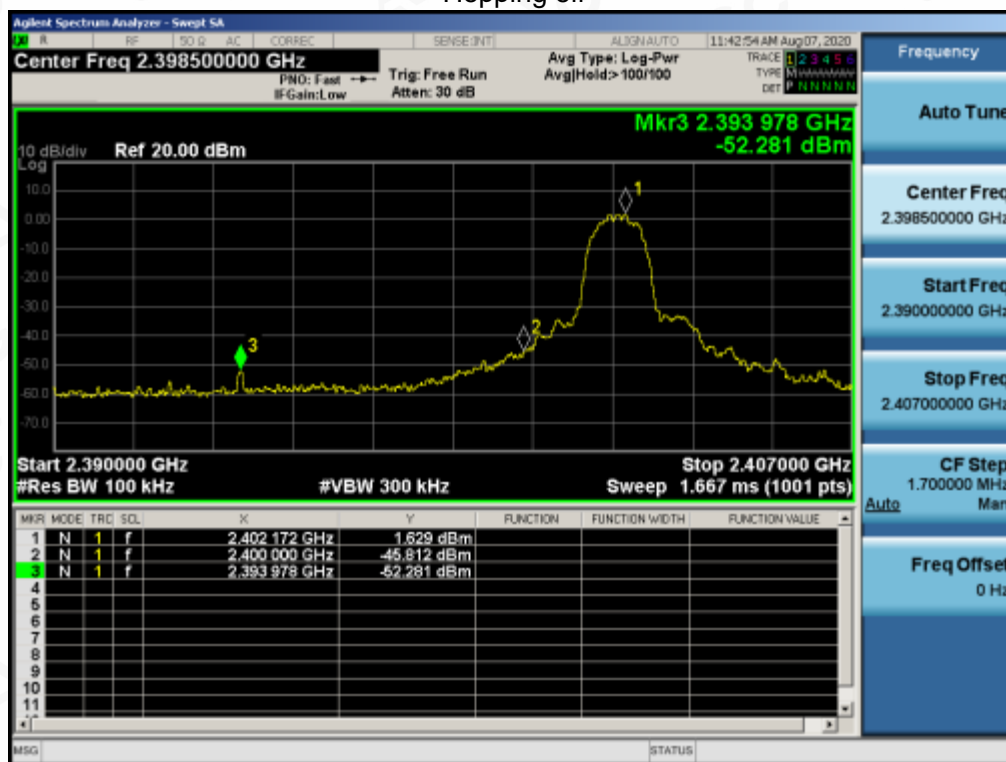 Agilent Spectrum Analyzer - Swept SA
RF 50 Ω AC CORREC SENSE:INT ALIGN AUTO 11:42:54 AM Aug 07, 2020
Center Freq 2.398500000 GHz
PNO: Fast
IFGain:Low
Trig: Free Run
Atten: 30 dB
Avg Type: Log-Pwr
Avg|Hold:> 100/100
TRACE 1 2 3 4 5 6
TYPE M
DET P N N N N N
Mkr3 2.393 978 GHz
-52.281 dBm
10 dB/div Ref 20.00 dBm
Log
10.0
0.00
-10.0
-20.0
-30.0
-40.0
-50.0
-60.0
-70.0
1
2
3
Start 2.390000 GHz Stop 2.407000 GHz
#Res BW 100 kHz #VBW 300 kHz Sweep 1.667 ms (1001 pts)
MKR MODE TRC SCL X Y FUNCTION FUNCTION WIDTH FUNCTION VALUE
1 N 1 f 2.402 172 GHz 1.629 dBm
2 N 1 f 2.400 000 GHz -45.812 dBm
3 N 1 f 2.393 978 GHz -52.281 dBm
4
5
6
7
8
9
10
11
MSG STATUS
Frequency
Auto Tune
Center Freq
2.398500000 GHz
Start Freq
2.390000000 GHz
Stop Freq
2.407000000 GHz
CF Step
1.700000 MHz
Auto Man
Freq Offset
0 Hz